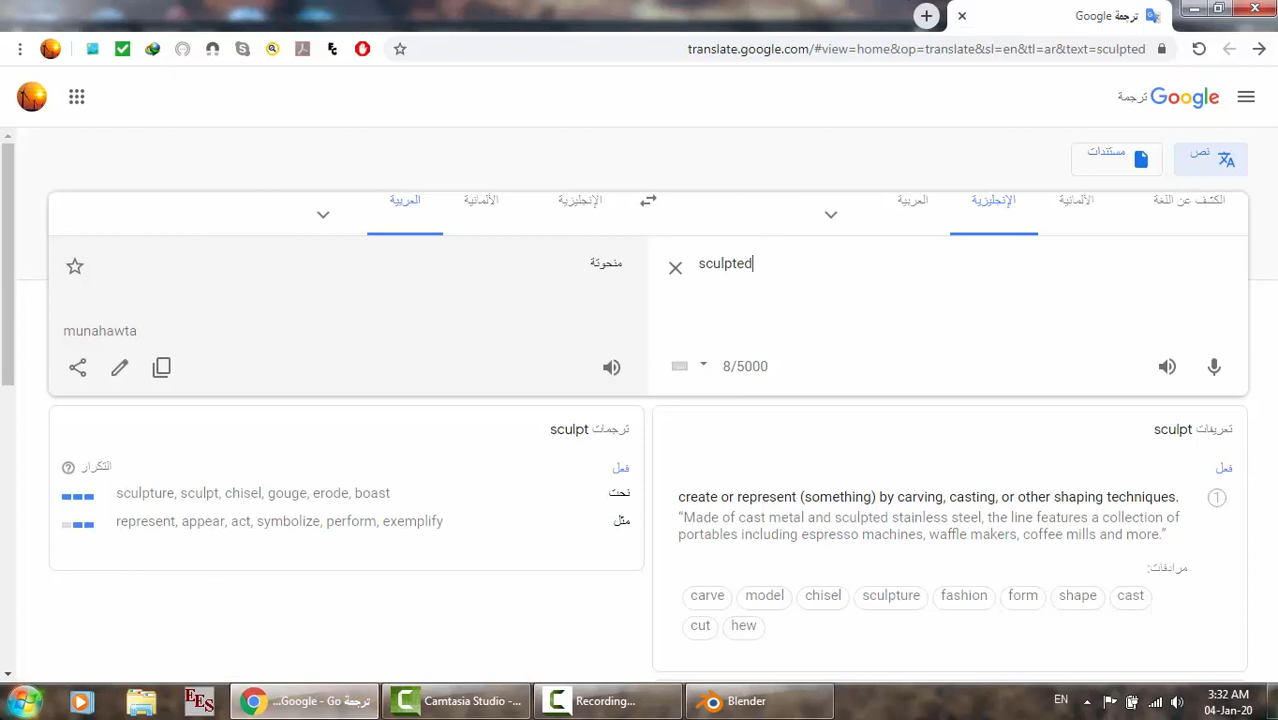 ترجمة Google
translate.google.com/#view=home&op=translate&sl=en&tl=ar&text=sculpted
Google ترجمة
نص
مستندات
الكشف عن اللغة
الألمانية
الإنجليزية
العربية
الإنجليزية
الألمانية
العربية
sculpted
منحوتة
munahawta
8/5000
تعريفات sculpt
فعل
1
create or represent (something) by carving, casting, or other shaping techniques.
“Made of cast metal and sculpted stainless steel, the line features a collection of
portables including espresso machines, waffle makers, coffee mills and more.”
مرادفات:
carve
model
chisel
sculpture
fashion
form
shape
cast
cut
hew
ترجمات sculpt
فعل
التكرار
نحت
sculpture, sculpt, chisel, gouge, erode, boast
مثل
represent, appear, act, symbolize, perform, exemplify
EES
...Google - Go ترجمة
Camtasia Studio -...
Recording...
Blender
EN
3:32 AM
04-Jan-20